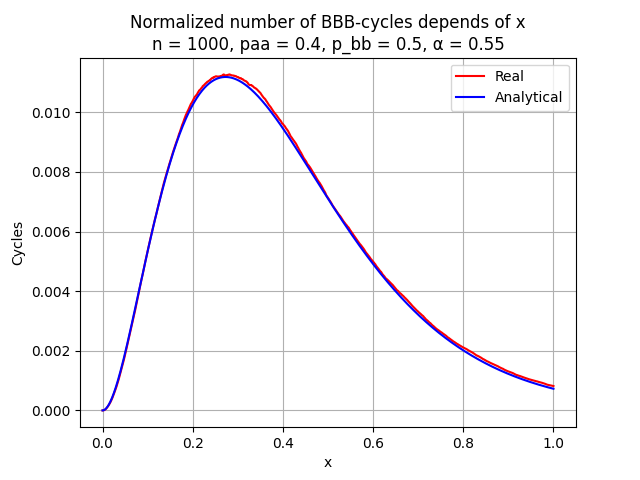 Normalized number of BBB-cycles depends of x
n = 1000, paa = 0.4, p_bb = 0.5, α = 0.55
Real
Analytical
Cycles
0.010
0.008
0.006
0.004
0.002
0.000
0.0 0.2 0.4 0.6 0.8 1.0
x